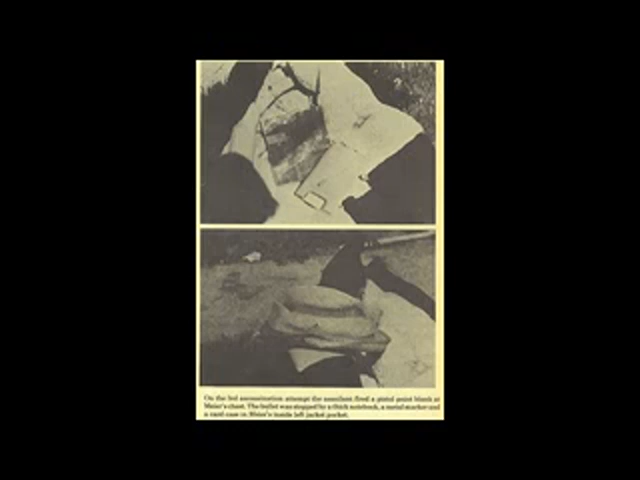 On the 3rd assassination attempt the assailant fired a pistol point blank at
Meier's chest. The bullet was stopped by a thick notebook, a metal marker and
a card case in Meier's inside left jacket pocket.